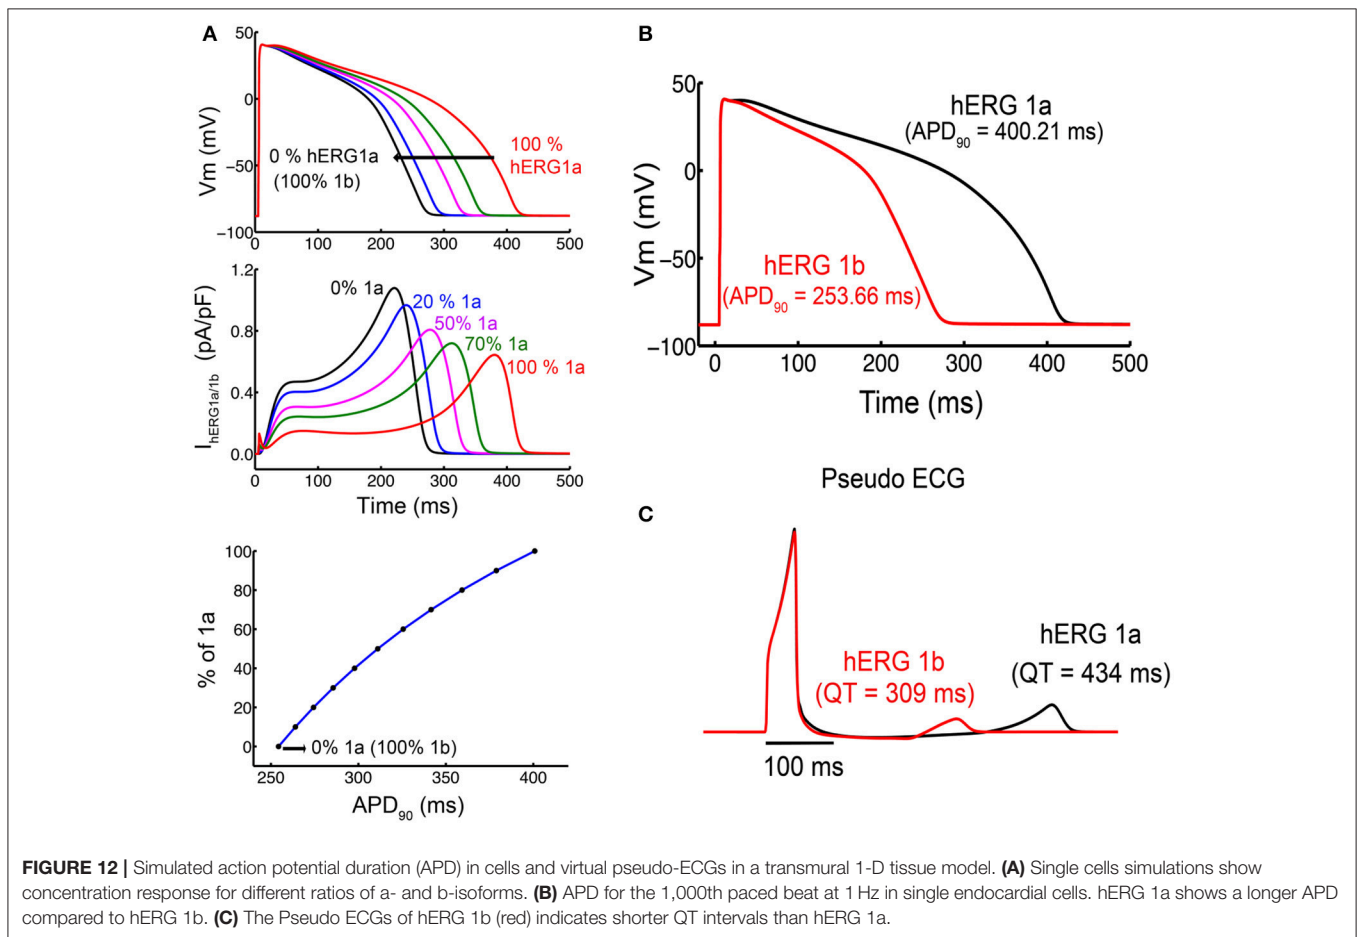 A
50
0
−50
−100
Vm (mV)
0 % hERG1a
(100% 1b)
100 %
hERG1a
0 100 200 300 400 500
1.2
0.8
0.4
0.0
I hERG1a/1b (pA/pF)
0% 1a
20 % 1a
50% 1a
70% 1a
100 % 1a
0 100 200 300 400 500
Time (ms)
100
80
60
40
20
0
% of 1a
0% 1a (100% 1b)
250 300 350 400
APD90 (ms)
B
50
0
−50
−100
Vm (mV)
hERG 1a
(APD90 = 400.21 ms)
hERG 1b
(APD90 = 253.66 ms)
0 100 200 300 400 500
Time (ms)
Pseudo ECG
C
hERG 1a
(QT = 434 ms)
hERG 1b
(QT = 309 ms)
100 ms
FIGURE 12 | Simulated action potential duration (APD) in cells and virtual pseudo-ECGs in a transmural 1-D tissue model. (A) Single cells simulations show
concentration response for different ratios of a- and b-isoforms. (B) APD for the 1,000th paced beat at 1 Hz in single endocardial cells. hERG 1a shows a longer APD
compared to hERG 1b. (C) The Pseudo ECGs of hERG 1b (red) indicates shorter QT intervals than hERG 1a.